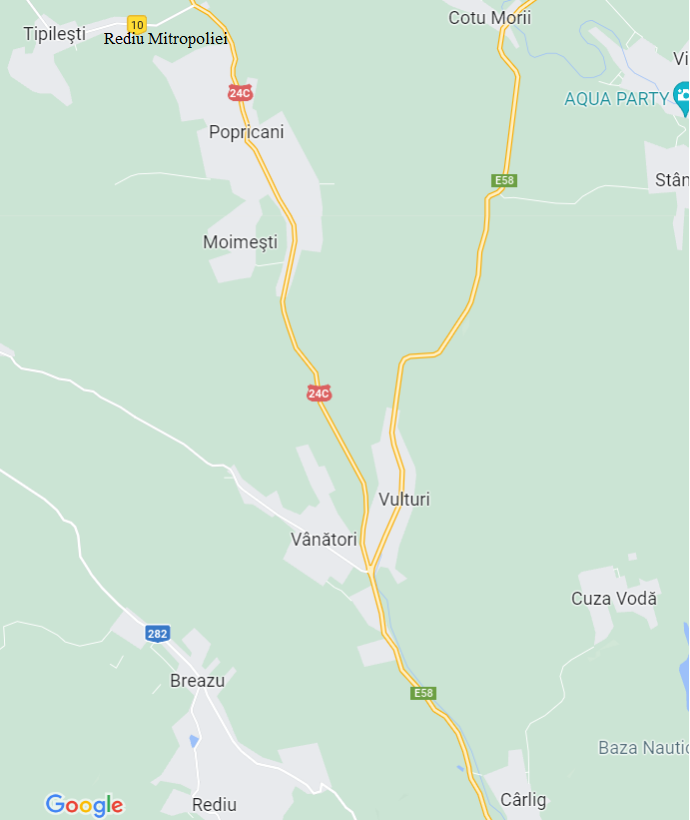 Cotu Morii
Tipilești
10
Rediu Mitropoliei
Vi
24C
AQUA PARTY
Popricani
E58
Stân
Moimești
24C
Vulturi
Vânători
Cuza Vodă
282
Breazu
E58
Baza Nautic
Google
Rediu
Cârlig